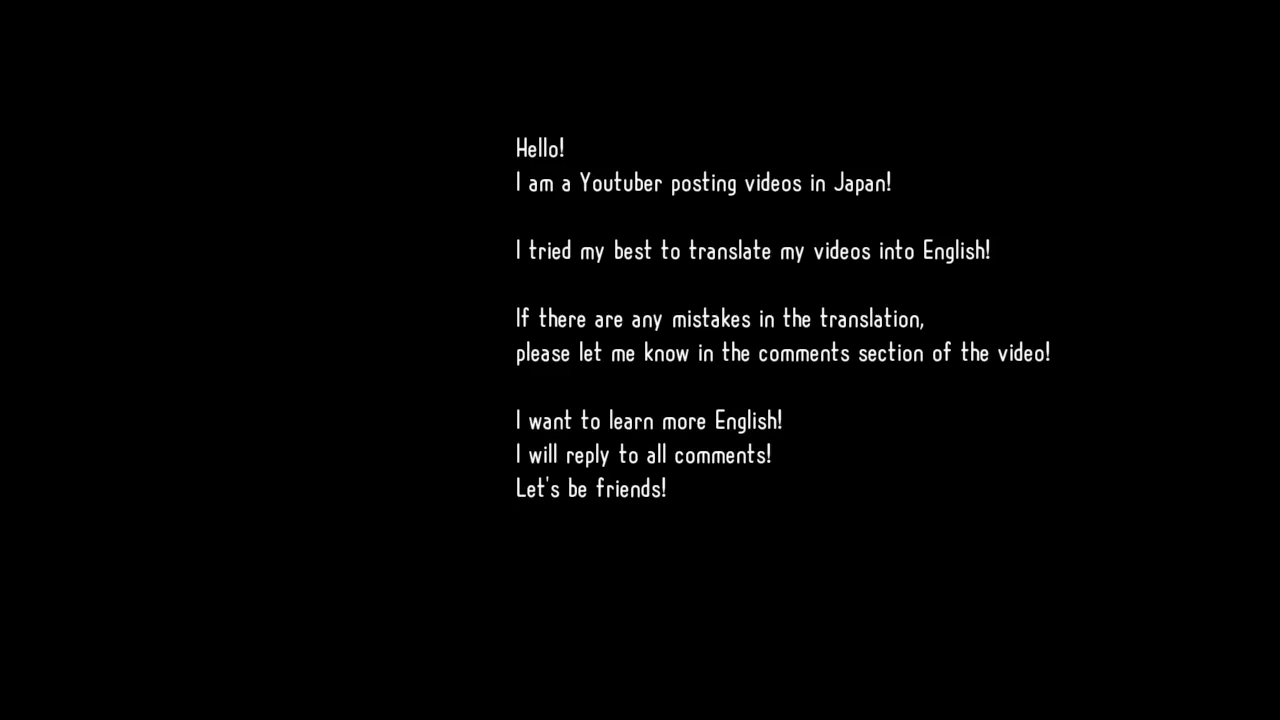 Hello!
I am a Youtuber posting videos in Japan!
I tried my best to translate my videos into English!
If there are any mistakes in the translation,
please let me know in the comments section of the video!
I want to learn more English!
I will reply to all comments!
Let's be friends!